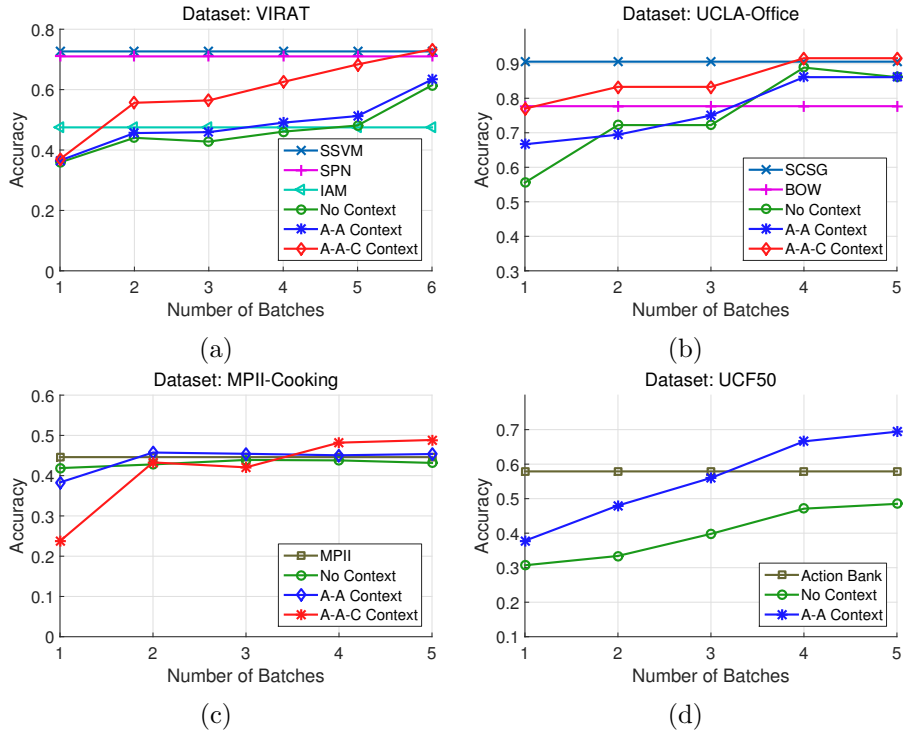 Dataset: VIRAT
0.8
0.6
0.4
0.2
0
Accuracy
SSVM
SPN
IAM
No Context
A-A Context
A-A-C Context
1 2 3 4 5 6
Number of Batches
(a)
Dataset: UCLA-Office
0.9
0.8
0.7
0.6
0.5
0.4
0.3
Accuracy
SCSG
BOW
No Context
A-A Context
A-A-C Context
1 2 3 4 5
Number of Batches
(b)
Dataset: MPII-Cooking
0.6
0.5
0.4
0.3
0.2
0.1
0
Accuracy
MPII
No Context
A-A Context
A-A-C Context
1 2 3 4 5
Number of Batches
(c)
Dataset: UCF50
0.7
0.6
0.5
0.4
0.3
0.2
0.1
Accuracy
Action Bank
No Context
A-A Context
1 2 3 4 5
Number of Batches
(d)